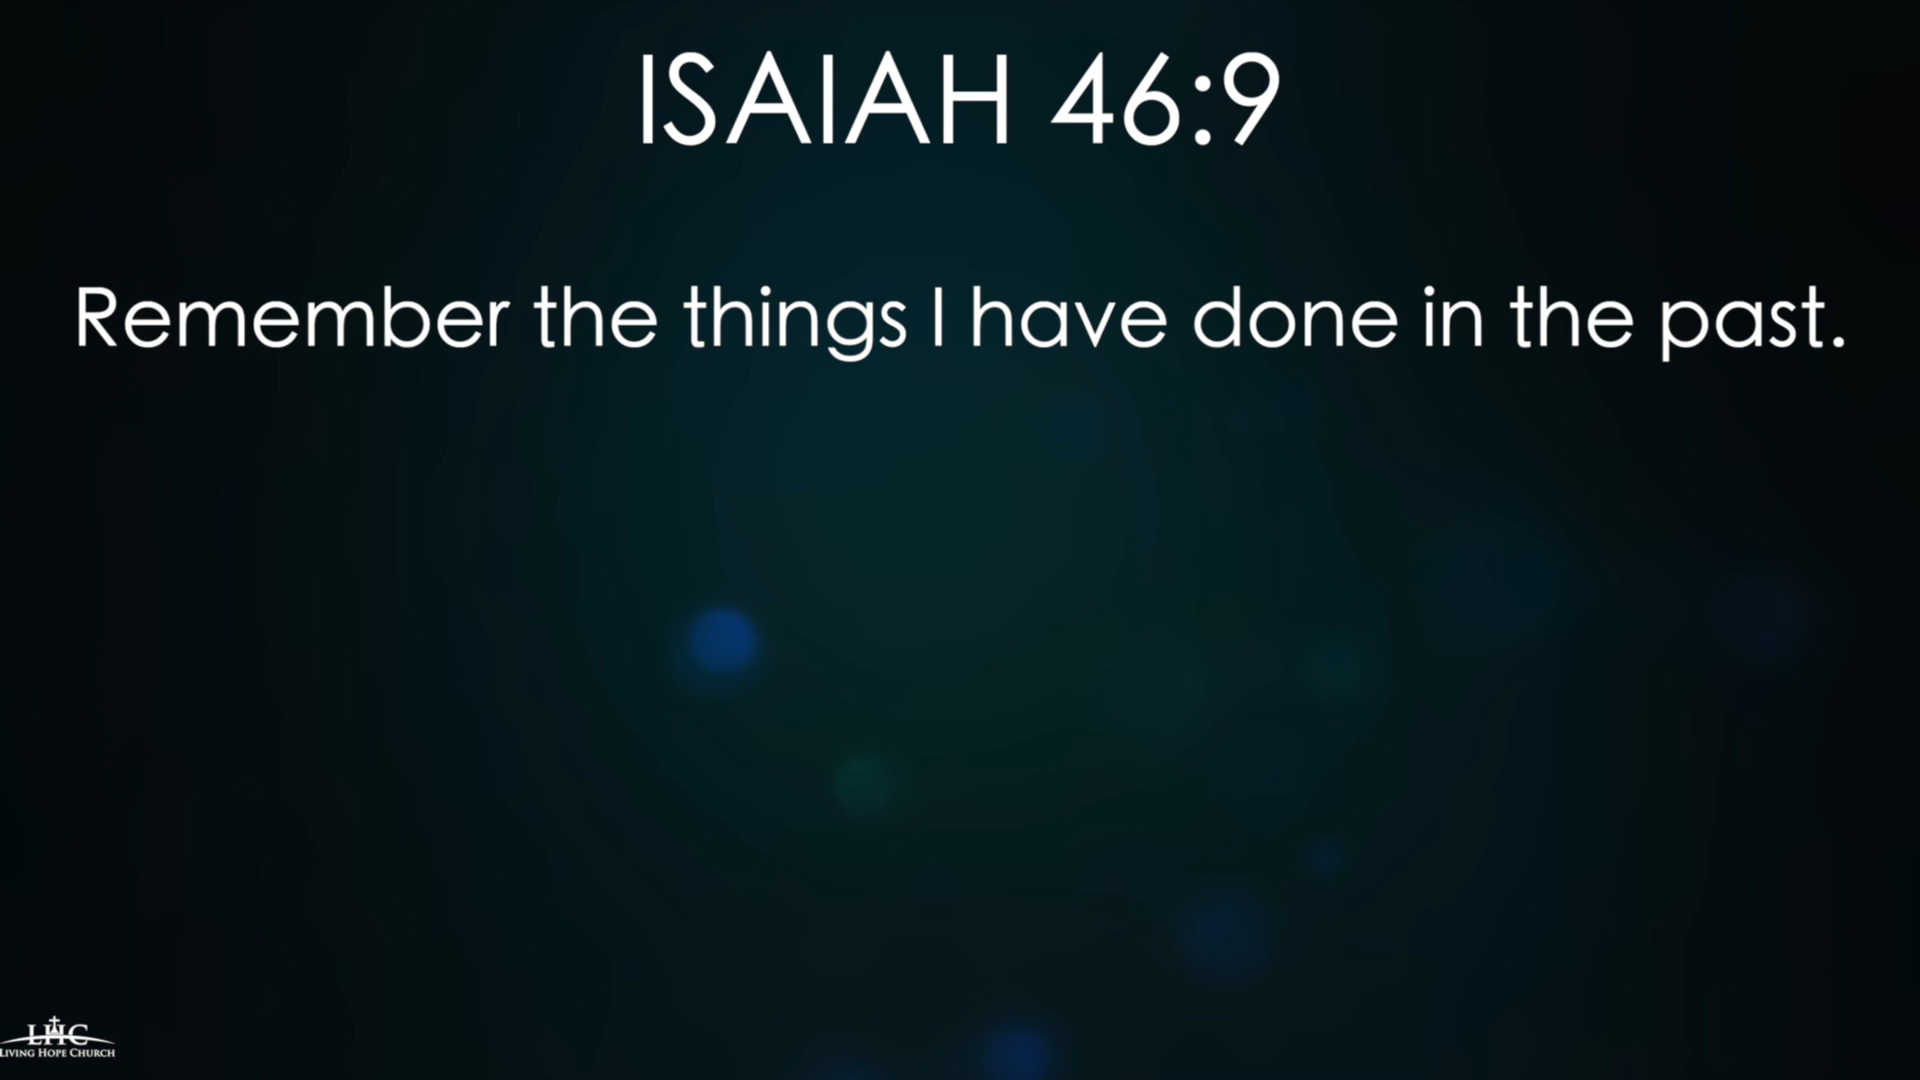 ISAIAH 46:9
Remember the things I have done in the past.
LHC
LIVING HOPE CHURCH